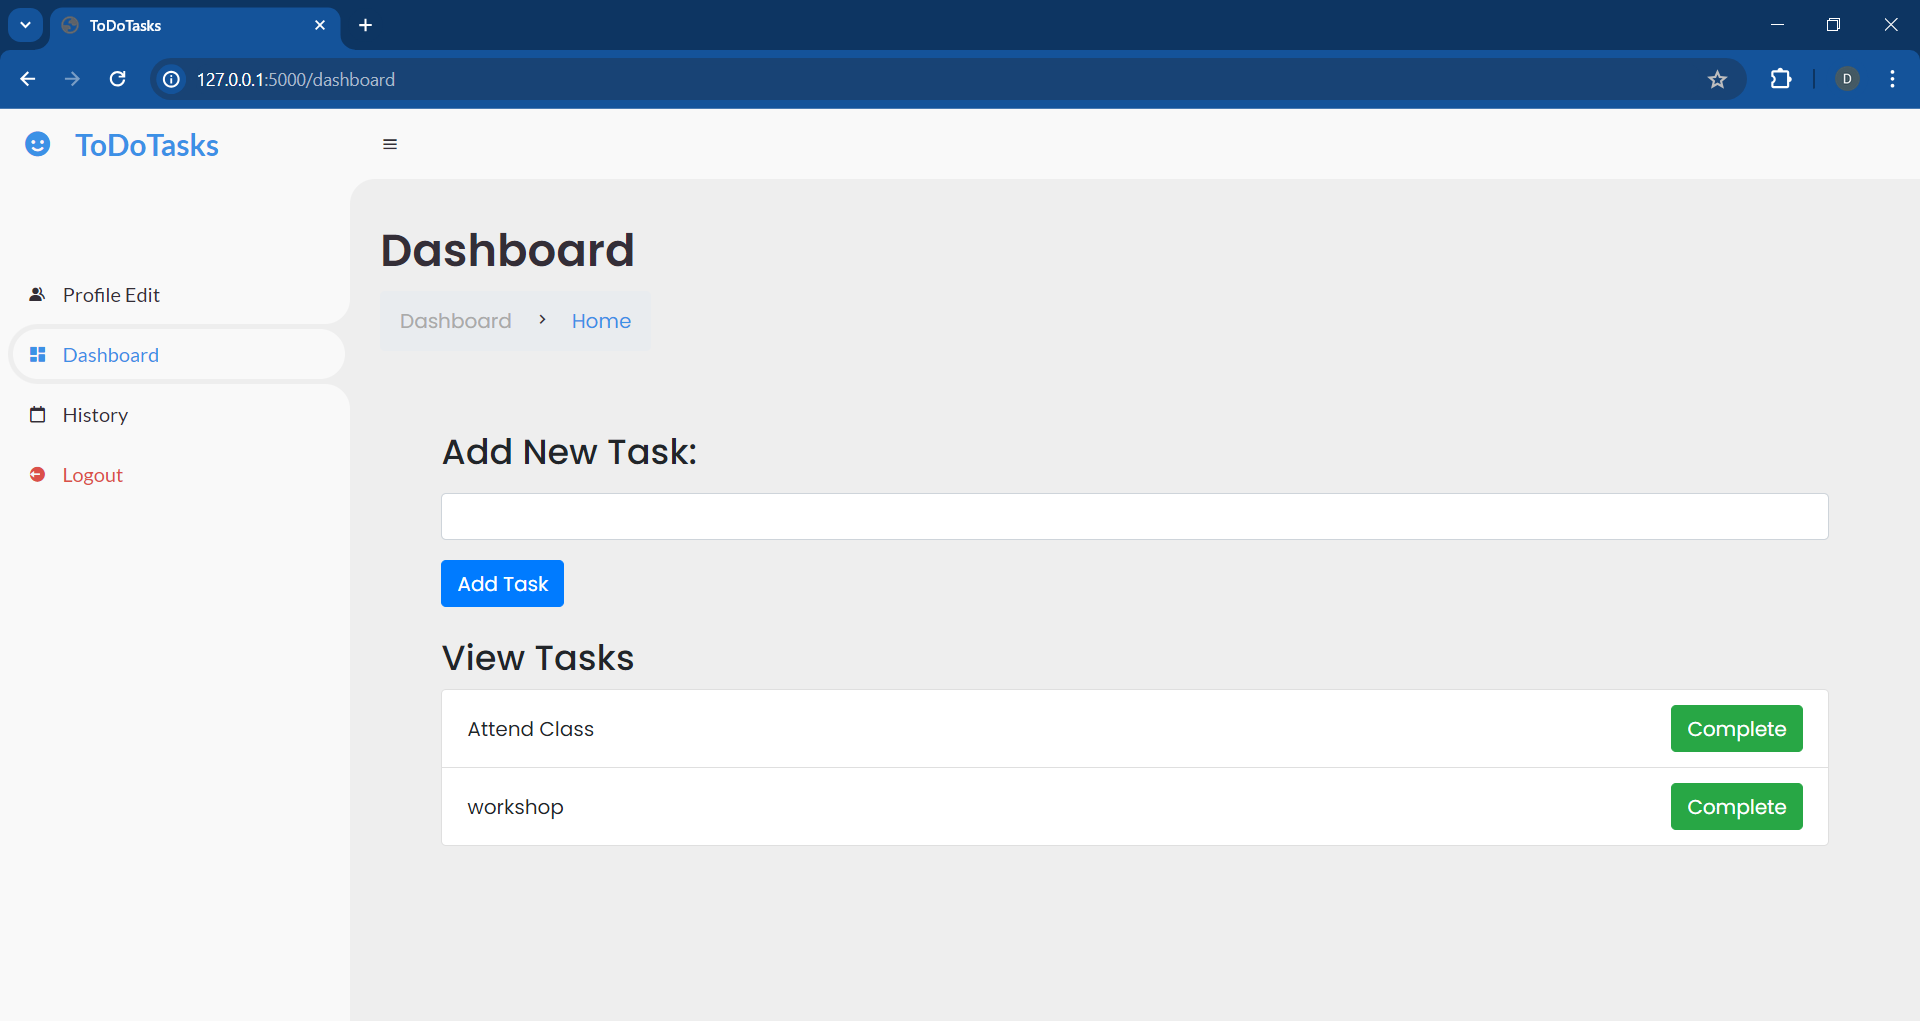 ToDoTasks
127.0.0.1:5000/dashboard
D
ToDoTasks
Profile Edit
Dashboard
History
Logout
Dashboard
Dashboard > Home
Add New Task:
Add Task
View Tasks
Attend Class Complete
workshop Complete